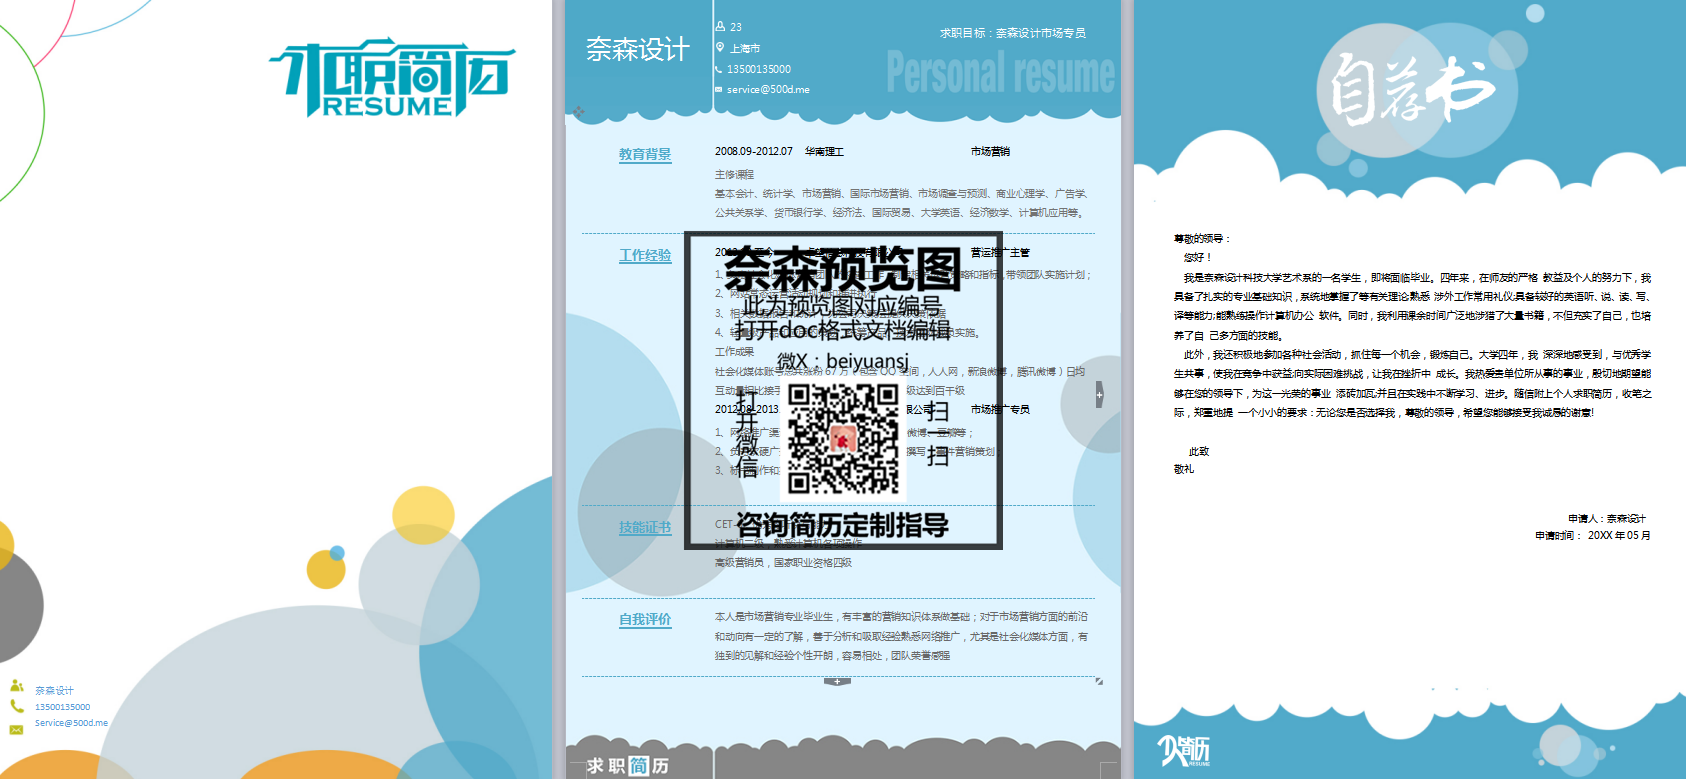 求职简历
RESUME
奈森设计
13500135000
Service@500d.me
奈森设计
23
上海市
13500135000
service@500d.me
求职目标：奈森设计市场专员
Personal resume
教育背景
2008.09-2012.07 华南理工 市场营销
主修课程
基本会计、统计学、市场营销、国际市场营销、市场调查与预测、商业心理学、广告学、
公共关系学、货币银行学、经济法、国际贸易、大学英语、经济数学、计算机应用等。
工作经验
营运推广主管
带领团队实施计划；
工作成果
社会化媒体账号总共涨粉 67 万（包含 QQ 空间，人人网，新浪微博，腾讯微博）日均
互动量相比接手 级达到百千级
2012.08-2013 限公司 市场推广专员
1、网络推广渠 微博、豆瓣等；
撰写、事件营销策划；
奈森预览图
此为预览图对应编号
打开doc格式文档编辑
微X：beiyuansj
打开微信
扫一扫
咨询简历定制指导
技能证书
CET-
计算机二级，熟悉计算机各项操作
高级营销员，国家职业资格四级
自我评价
本人是市场营销专业毕业生，有丰富的营销知识体系做基础；对于市场营销方面的前沿
和动向有一定的了解，善于分析和吸取经验熟悉网络推广，尤其是社会化媒体方面，有
独到的见解和经验个性开朗，容易相处，团队荣誉感强
求职简历
自荐书
尊敬的领导：
您好！
我是奈森设计科技大学艺术系的一名学生，即将面临毕业。四年来，在师友的严格 教益及个人的努力下，我
具备了扎实的专业基础知识，系统地掌握了等有关理论;熟悉 涉外工作常用礼仪;具备较好的英语听、说、读、写、
译等能力;能熟练操作计算机办公 软件。同时，我利用课余时间广泛地涉猎了大量书籍，不但充实了自己，也培
养了自 己多方面的技能。
此外，我还积极地参加各种社会活动，抓住每一个机会，锻炼自己。大学四年，我 深深地感受到，与优秀学
生共事，使我在竞争中获益;向实际困难挑战，让我在挫折中 成长。我热爱贵单位所从事的事业，殷切地期望能
够在您的领导下，为这一光荣的事业 添砖加瓦;并且在实践中不断学习、进步。随信附上个人求职简历，收笔之
际，郑重地提 一个小小的要求：无论您是否选择我，尊敬的领导，希望您能够接受我诚恳的谢意!
此致
敬礼
申请人：奈森设计
申请时间： 20XX 年 05 月
简历
RESUME